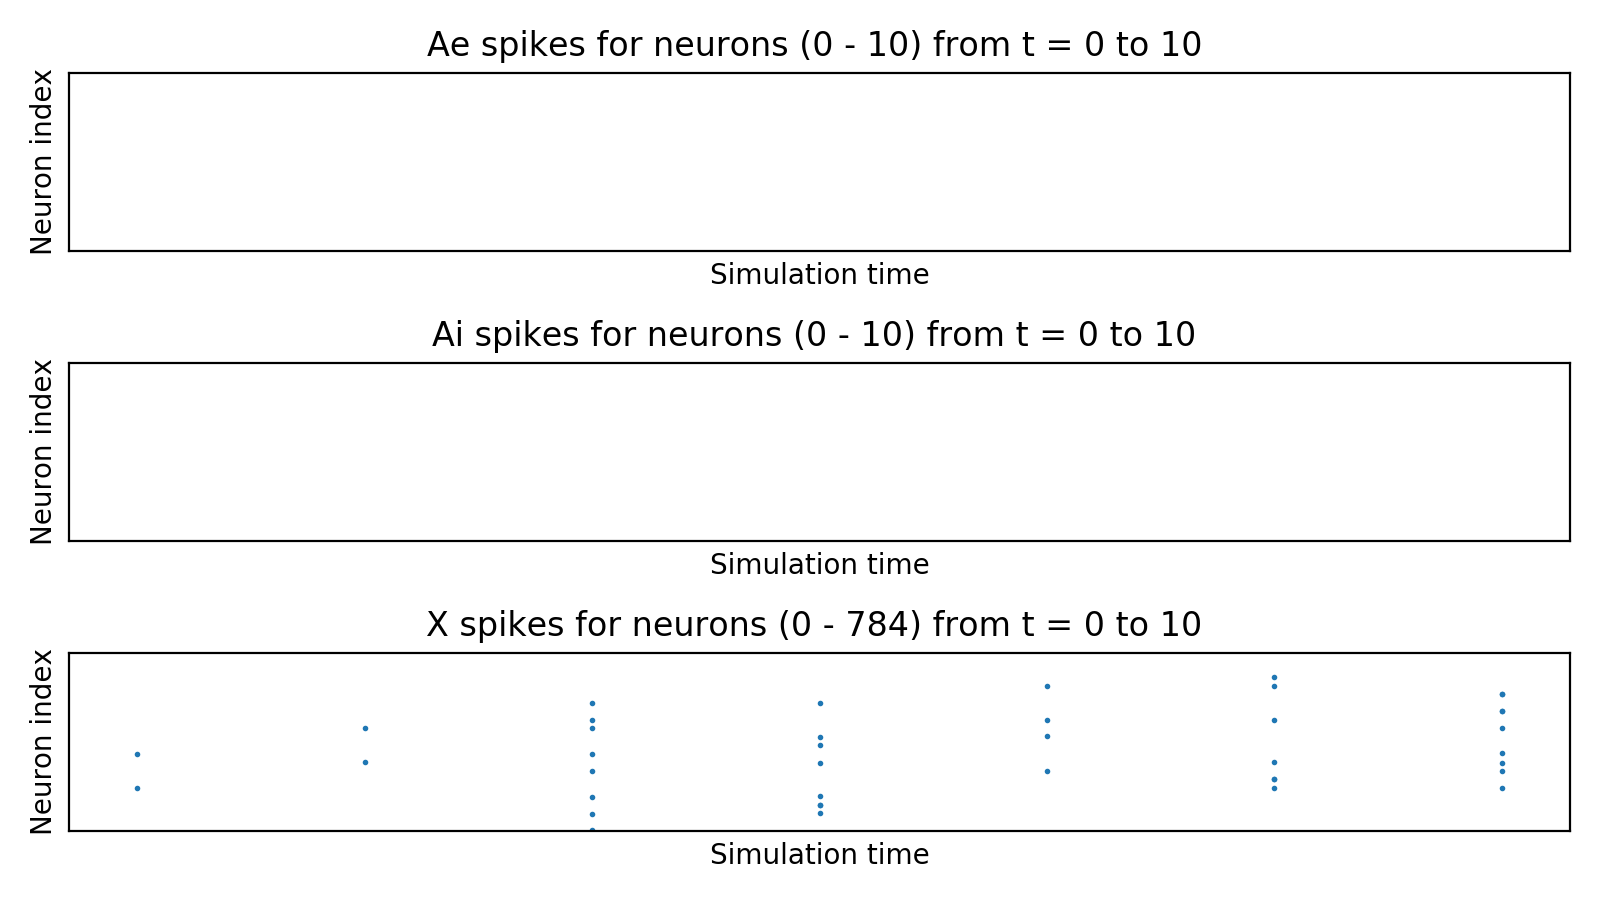 Ae spikes for neurons (0 - 10) from t = 0 to 10
Neuron index
Simulation time
Ai spikes for neurons (0 - 10) from t = 0 to 10
Neuron index
Simulation time
X spikes for neurons (0 - 784) from t = 0 to 10
Neuron index
Simulation time